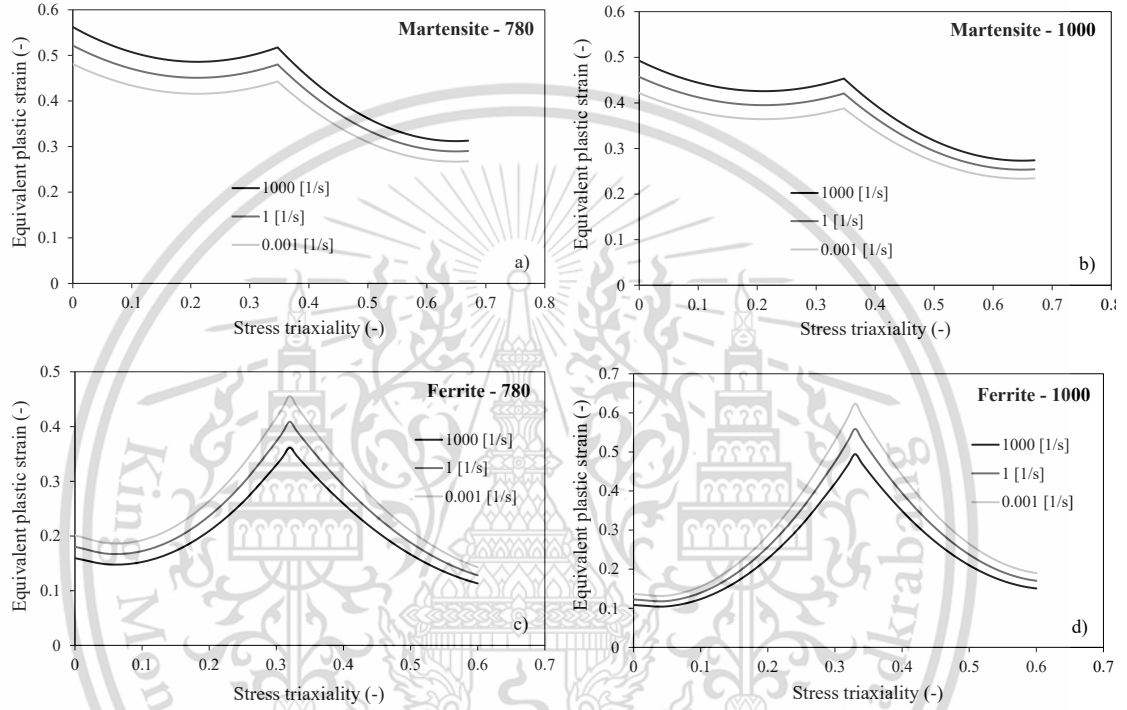 Martensite - 780
Equivalent plastic strain (-)
0.6
0.5
0.4
0.3
0.2
0.1
0
1000 [1/s]
1 [1/s]
0.001 [1/s]
a)
0 0.1 0.2 0.3 0.4 0.5 0.6 0.7 0.8
Stress triaxiality (-)
Martensite - 1000
Equivalent plastic strain (-)
0.6
0.5
0.4
0.3
0.2
0.1
0
1000 [1/s]
1 [1/s]
0.001 [1/s]
b)
0 0.1 0.2 0.3 0.4 0.5 0.6 0.7 0.8
Stress triaxiality (-)
Ferrite - 780
Equivalent plastic strain (-)
0.5
0.4
0.3
0.2
0.1
0
1000 [1/s]
1 [1/s]
0.001 [1/s]
c)
0 0.1 0.2 0.3 0.4 0.5 0.6 0.7
Stress triaxiality (-)
Ferrite - 1000
Equivalent plastic strain (-)
0.7
0.6
0.5
0.4
0.3
0.2
0.1
0
1000 [1/s]
1 [1/s]
0.001 [1/s]
d)
0 0.1 0.2 0.3 0.4 0.5 0.6 0.7
Stress triaxiality (-)
King Mon
krabang